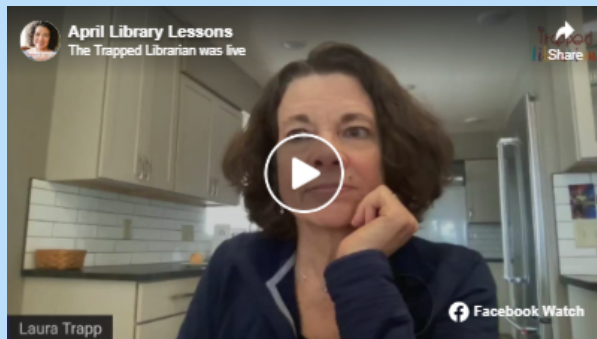 April Library Lessons
The Trapped Librarian was live
Share
Facebook Watch
Laura Trapp